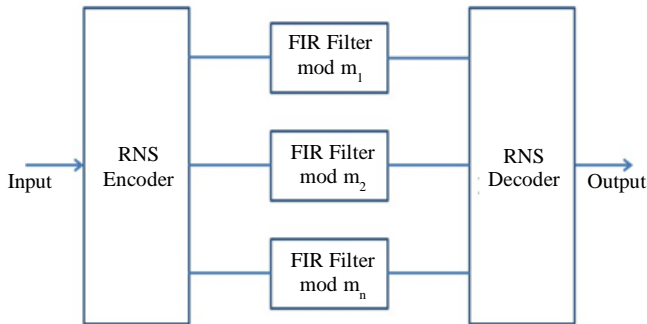 FIR Filter
mod m1
RNS
Encoder
FIR Filter
mod m2
RNS
Decoder
Input
Output
FIR Filter
mod mn